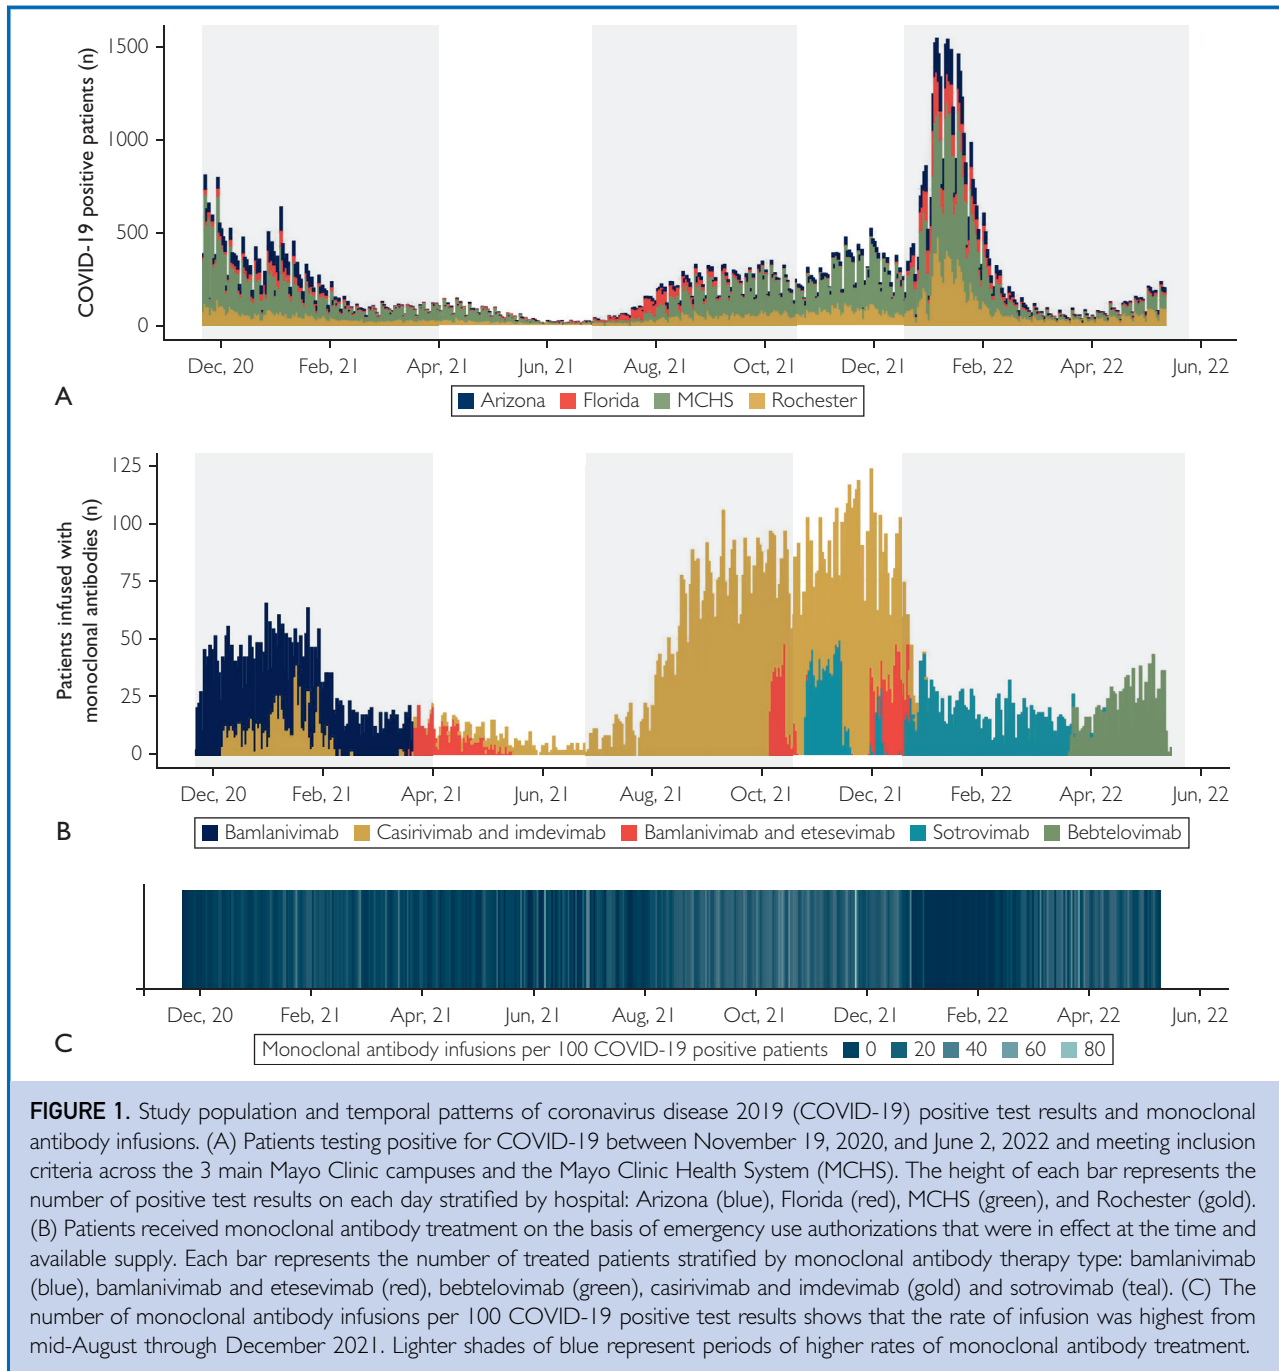 COVID-19 positive patients (n)
1500
1000
500
0
Dec, 20 Feb, 21 Apr, 21 Jun, 21 Aug, 21 Oct, 21 Dec, 21 Feb, 22 Apr, 22 Jun, 22
A
Arizona Florida MCHS Rochester
Patients infused with
monoclonal antibodies (n)
125
100
75
50
25
0
Dec, 20 Feb, 21 Apr, 21 Jun, 21 Aug, 21 Oct, 21 Dec, 21 Feb, 22 Apr, 22 Jun, 22
B
Bamlanivimab Casirivimab and imdevimab Bamlanivimab and etesevimab Sotrovimab Bebtelovimab
Dec, 20 Feb, 21 Apr, 21 Jun, 21 Aug, 21 Oct, 21 Dec, 21 Feb, 22 Apr, 22 Jun, 22
C
Monoclonal antibody infusions per 100 COVID-19 positive patients 0 20 40 60 80
FIGURE 1. Study population and temporal patterns of coronavirus disease 2019 (COVID-19) positive test results and monoclonal
antibody infusions. (A) Patients testing positive for COVID-19 between November 19, 2020, and June 2, 2022 and meeting inclusion
criteria across the 3 main Mayo Clinic campuses and the Mayo Clinic Health System (MCHS). The height of each bar represents the
number of positive test results on each day stratified by hospital: Arizona (blue), Florida (red), MCHS (green), and Rochester (gold).
(B) Patients received monoclonal antibody treatment on the basis of emergency use authorizations that were in effect at the time and
available supply. Each bar represents the number of treated patients stratified by monoclonal antibody therapy type: bamlanivimab
(blue), bamlanivimab and etesevimab (red), bebtelovimab (green), casirivimab and imdevimab (gold) and sotrovimab (teal). (C) The
number of monoclonal antibody infusions per 100 COVID-19 positive test results shows that the rate of infusion was highest from
mid-August through December 2021. Lighter shades of blue represent periods of higher rates of monoclonal antibody treatment.